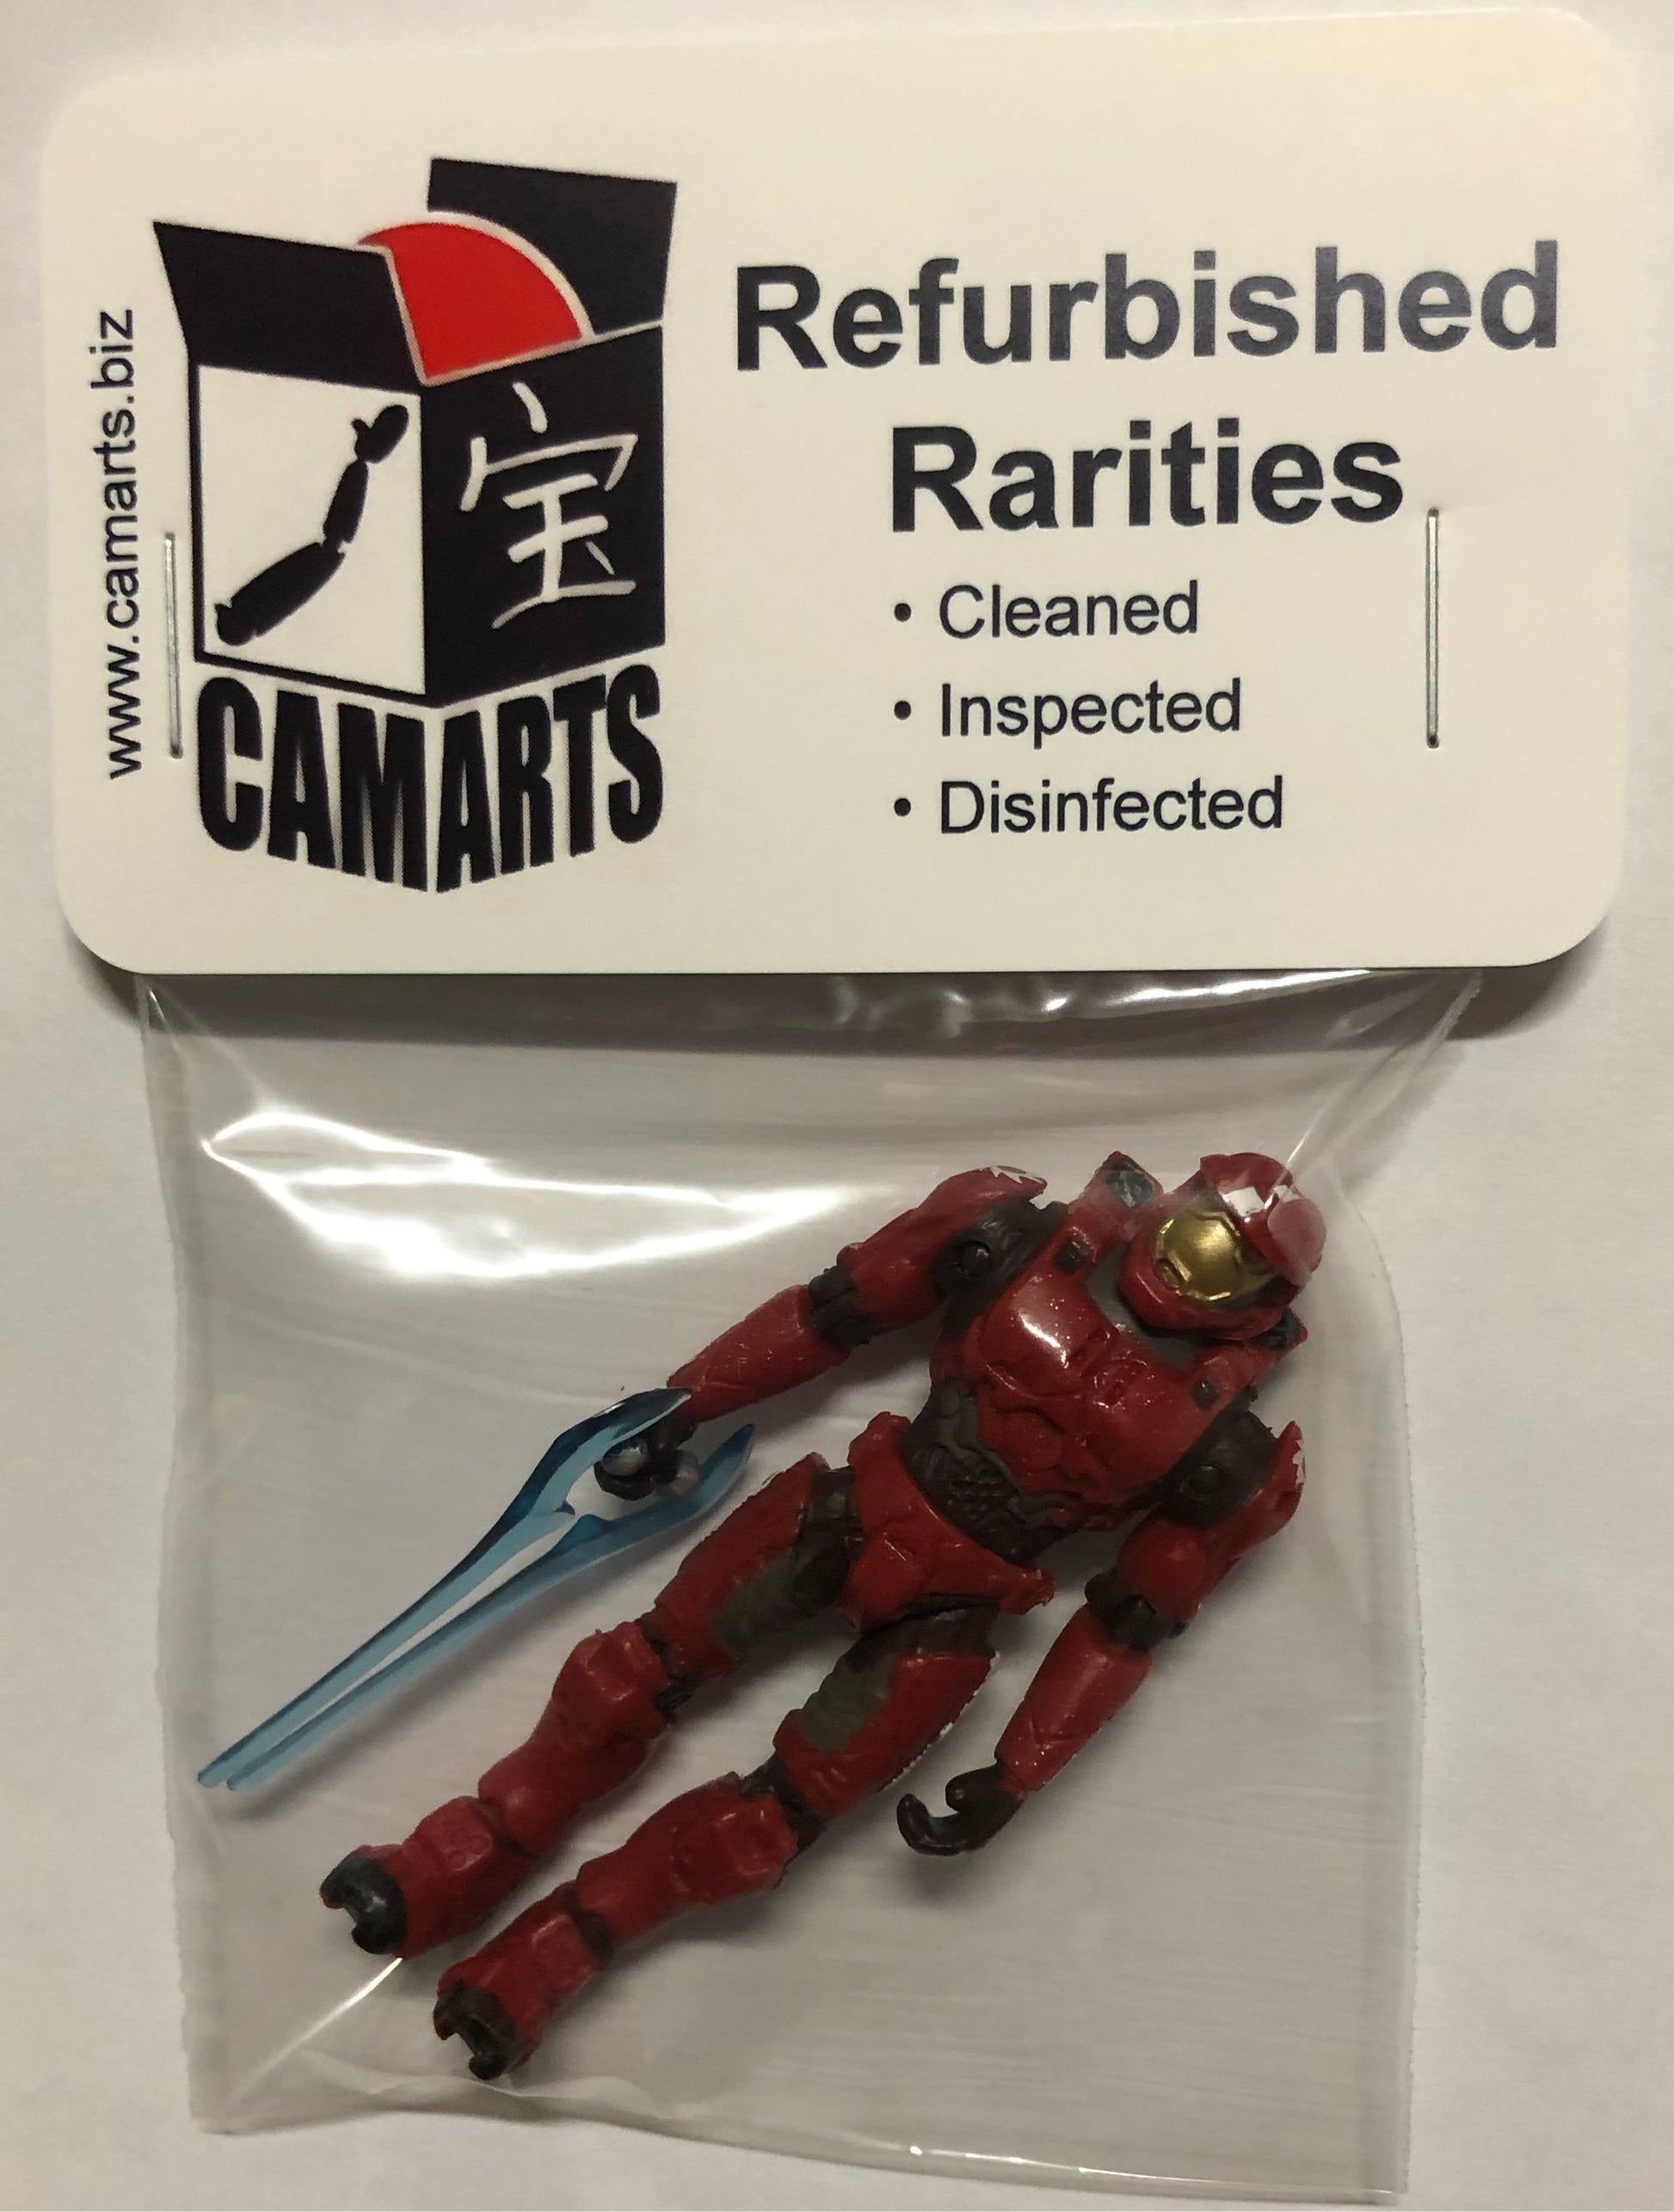 www.camarts.biz
宝
CAMARTS
Refurbished
Rarities
• Cleaned
• Inspected
• Disinfected